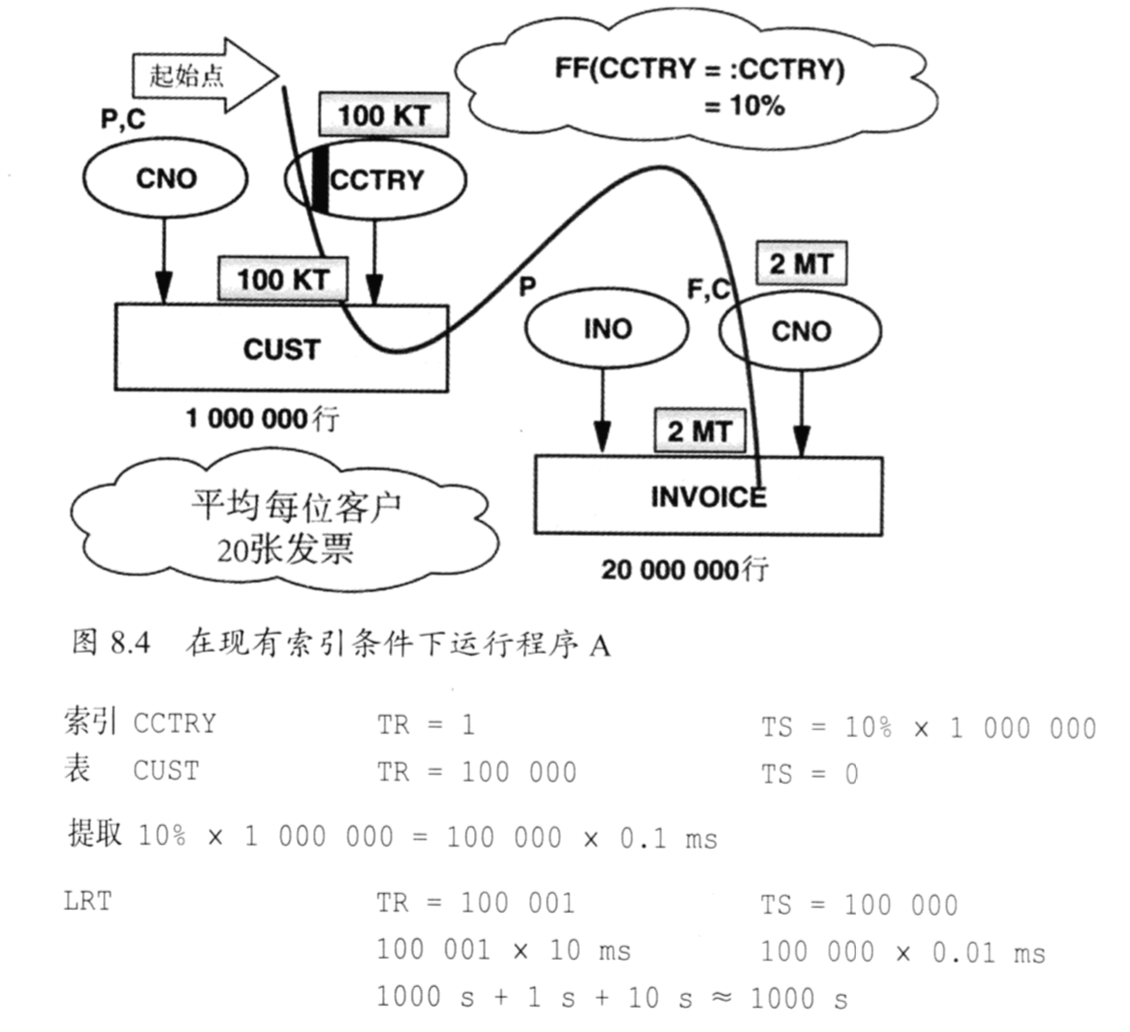 起始点
FF(CCTRY = :CCTRY)
= 10%
P,C
100 KT
CNO
CCTRY
100 KT
2 MT
P
F,C
INO
CNO
CUST
1 000 000行
2 MT
INVOICE
平均每位客户
20张发票
20 000 000行
图 8.4 在现有索引条件下运行程序 A
索引 CCTRY TR = 1 TS = 10% × 1 000 000
表 CUST TR = 100 000 TS = 0
提取 10% × 1 000 000 = 100 000 × 0.1 ms
LRT TR = 100 001 TS = 100 000
100 001 × 10 ms 100 000 × 0.01 ms
1000 s + 1 s + 10 s ≈ 1000 s